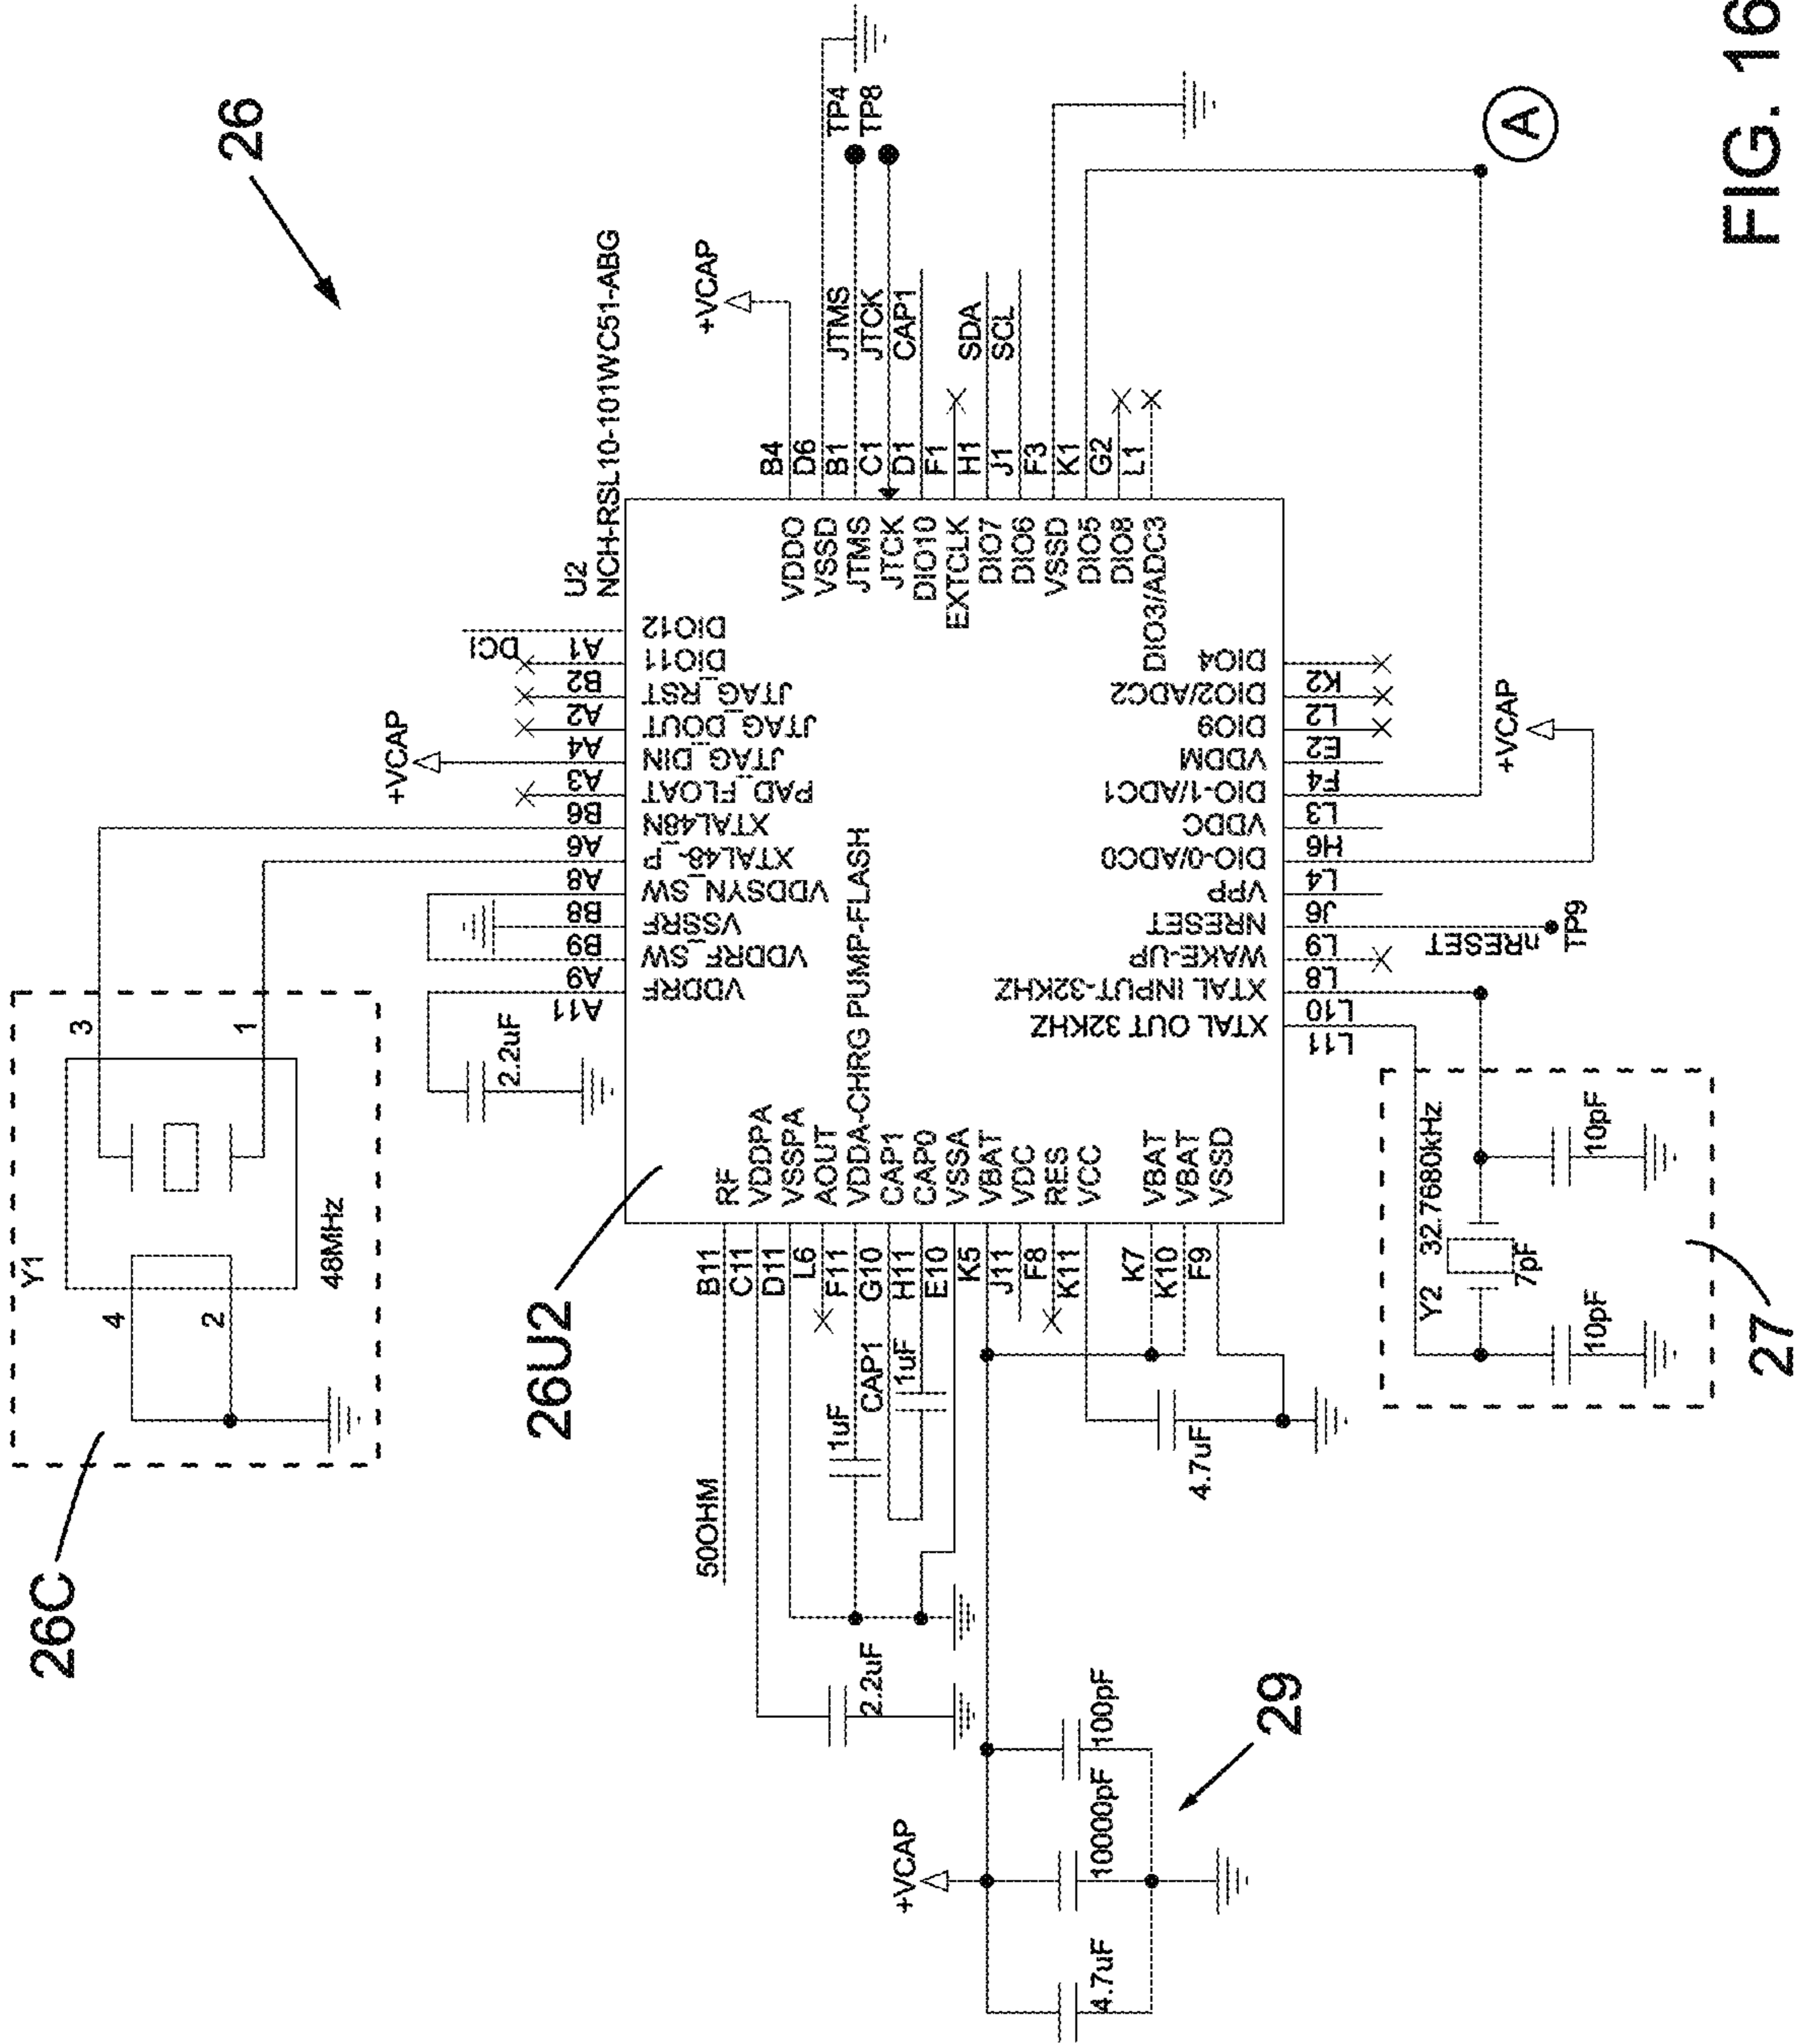 FIG. 16
26
26C
Y1
3
1
4
2
48MHz
26U2
U2
NCH-RSL10-101WC51-ABG
+VCAP
2.2uF
DCI
A1
B2
A2
A4
A3
B6
A6
A8
B8
B9
A9
A11
DIO12
DIO11
JTAG_RST
JTAG_DOUT
JTAG_DIN
PAD_FLOAT
XTAL48N
XTAL48-_P
VDDSYN_SW
VSSRF
VDDRF_SW
VDDRF
50OHM
B11 RF
C11 VDDPA
D11 VSSPA
L6 AOUT
F11 VDDA-CHRG PUMP-FLASH
G10 CAP1
H11 CAP0
E10 VSSA
K5 VBAT
J11 VDC
F8 RES
K11 VCC
K7 VBAT
K10 VBAT
F9 VSSD
1uF
CAP1
1uF
2.2uF
4.7uF
+VCAP
4.7uF
10000pF
100pF
29
VDDO B4
VSSD D6
JTMS B1 JTMS TP4
JTCK C1 JTCK TP8
DIO10 D1 CAP1
EXTCLK F1
DIO7 H1 SDA
DIO6 J1 SCL
VSSD F3
DIO5 K1
DIO8 G2
DIO3/ADC3 L1
+VCAP
A
DIO4
DIO2/ADC2
DIO9
VDDM
DIO-1/ADC1
VDDC
DIO-0/ADC0
VPP
NRESET
WAKE-UP
XTAL INPUT-32KHZ
XTAL OUT 32KHZ
K2
L2
E2
F4
L3
H6
L4
J6
L9
L8
L10
L11
+VCAP
nRESET
TP9
Y2 32.7680kHz
7pF
10pF
10pF
27